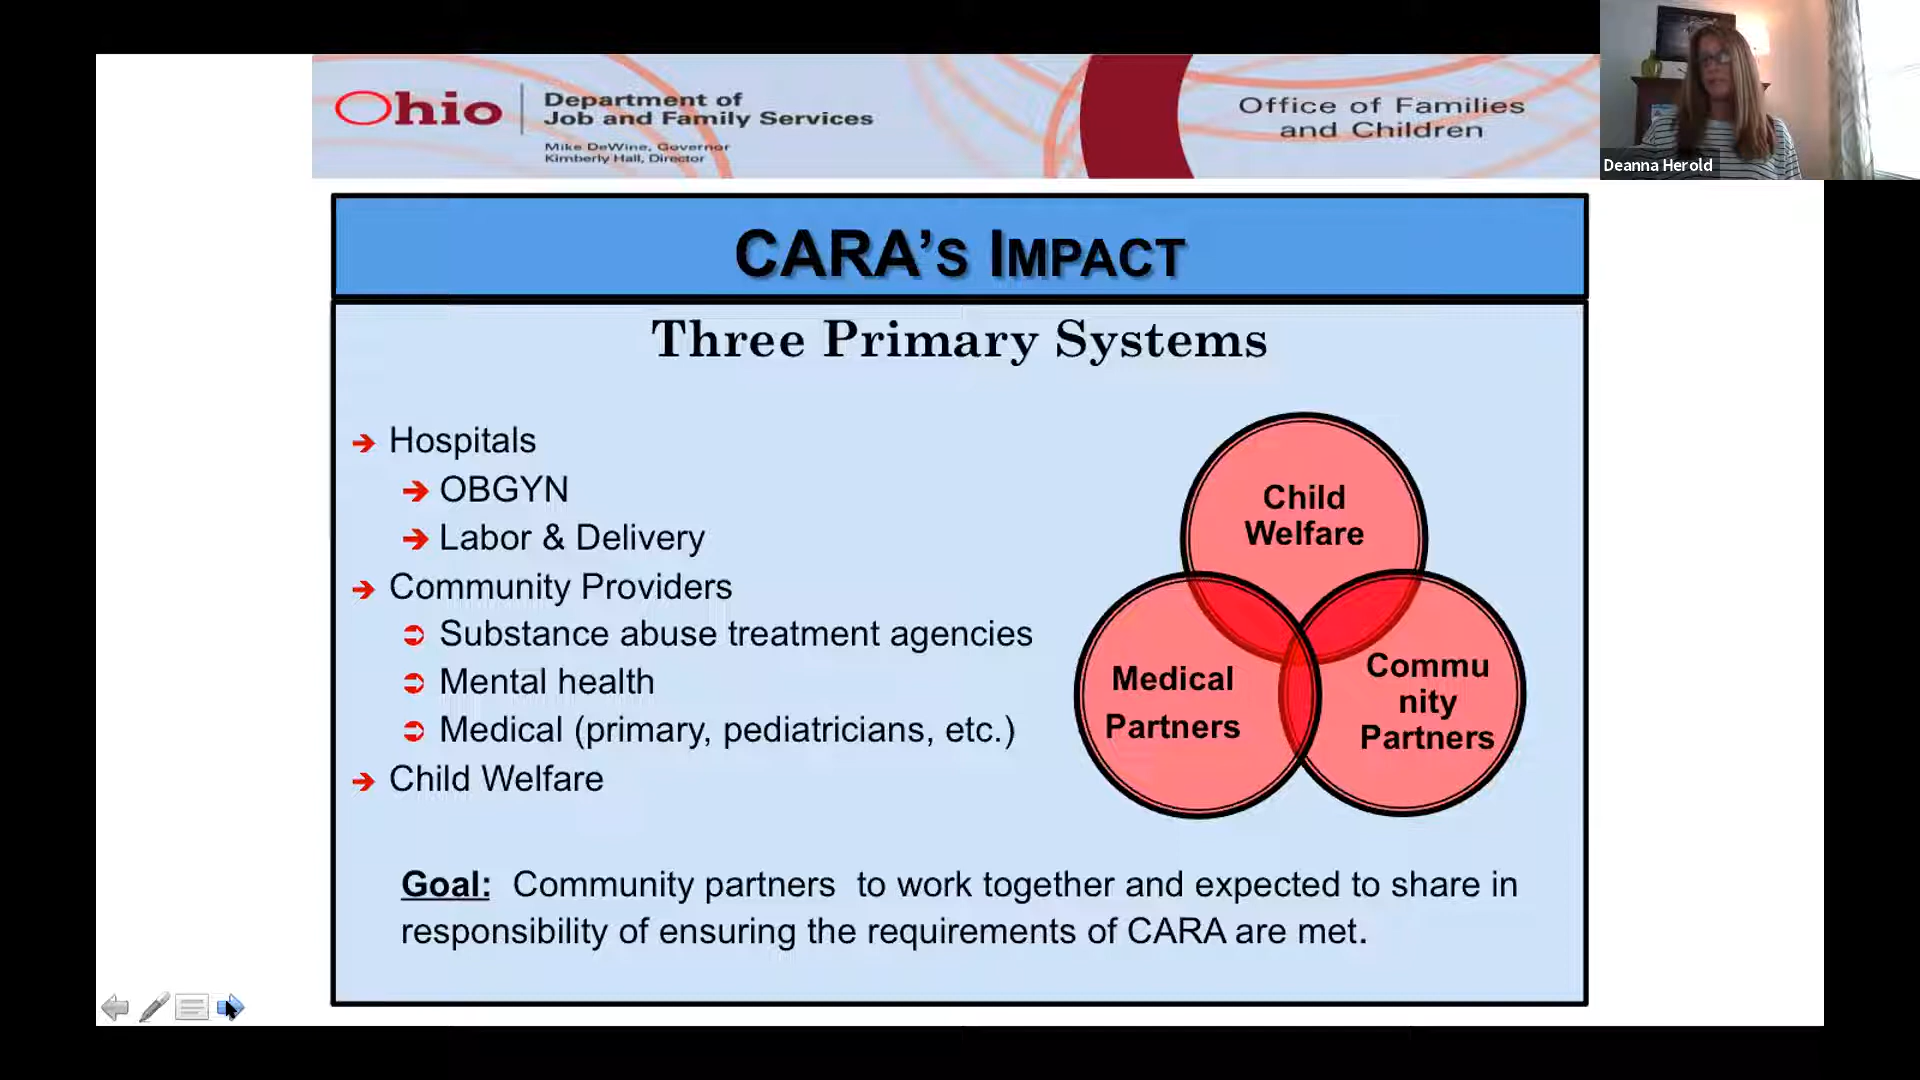 Ohio
Department of
Job and Family Services
Mike DeWine, Governor
Kimberly Hall, Director
Office of Families
and Children
Deanna Herold
CARA’S IMPACT
Three Primary Systems
Hospitals
OBGYN
Labor & Delivery
Community Providers
Substance abuse treatment agencies
Mental health
Medical (primary, pediatricians, etc.)
Child Welfare
Child
Welfare
Medical
Partners
Commu
nity
Partners
Goal: Community partners to work together and expected to share in
responsibility of ensuring the requirements of CARA are met.